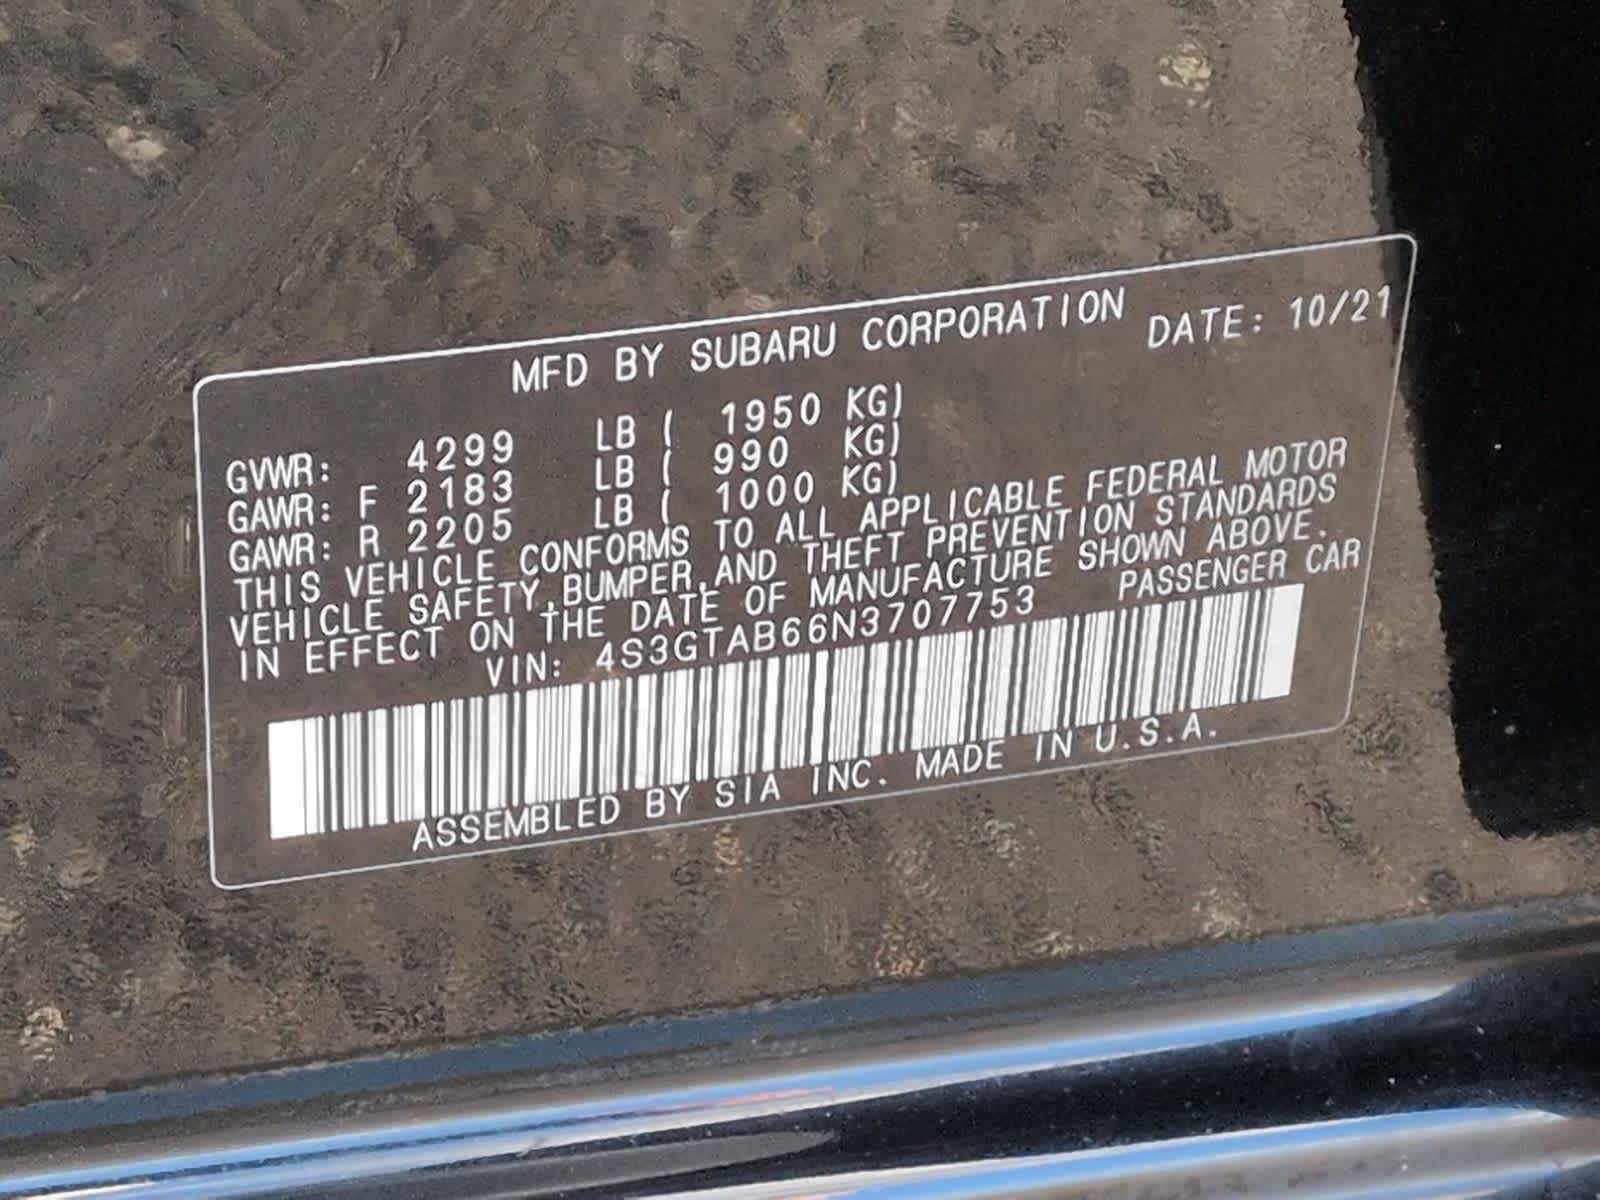 MFD BY SUBARU CORPORATION DATE: 10/21
GVWR: 4299 LB ( 1950 KG)
GAWR: F 2183 LB ( 990 KG)
GAWR: R 2205 LB ( 1000 KG)
THIS VEHICLE CONFORMS TO ALL APPLICABLE FEDERAL MOTOR
VEHICLE SAFETY,BUMPER,AND THEFT PREVENTION STANDARDS
IN EFFECT ON THE DATE OF MANUFACTURE SHOWN ABOVE.
VIN: 4S3GTAB66N3707753 PASSENGER CAR
ASSEMBLED BY SIA INC. MADE IN U.S.A.